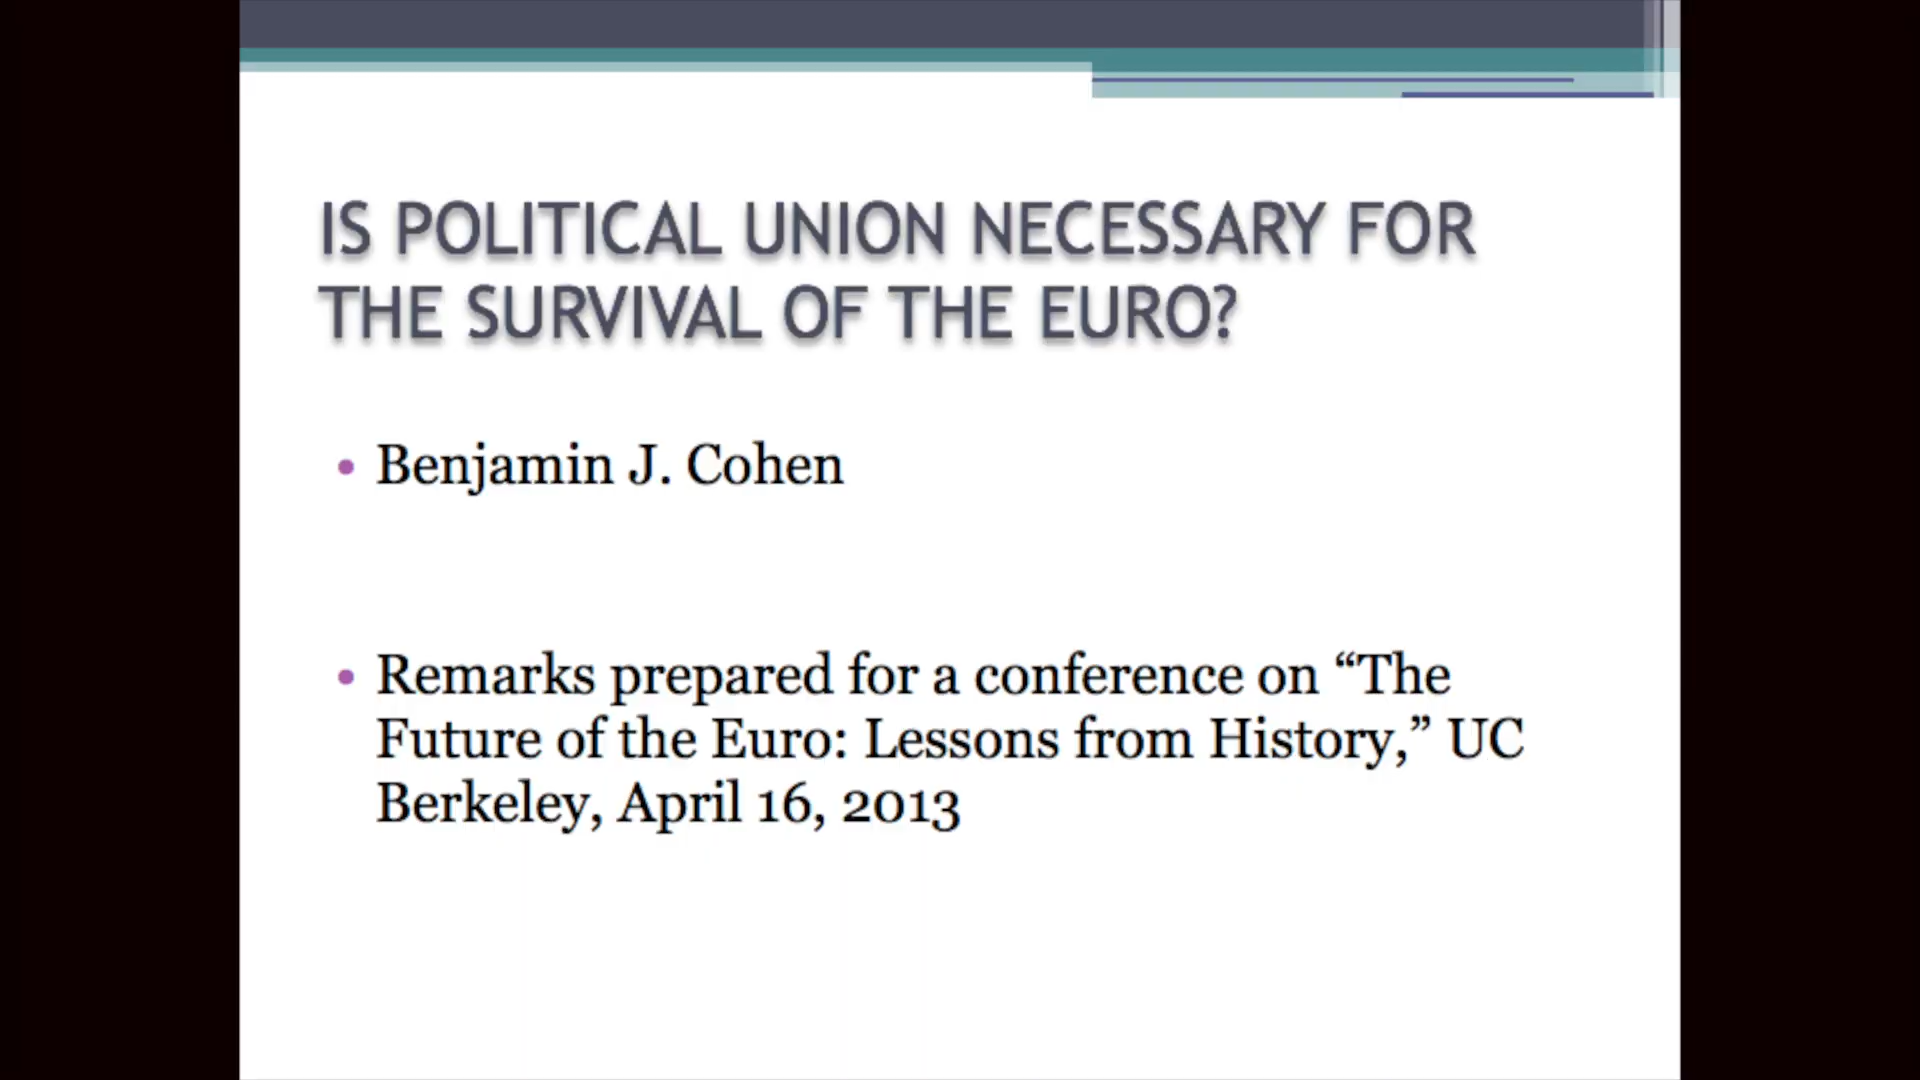 IS POLITICAL UNION NECESSARY FOR
THE SURVIVAL OF THE EURO?
• Benjamin J. Cohen
• Remarks prepared for a conference on “The
Future of the Euro: Lessons from History,” UC
Berkeley, April 16, 2013